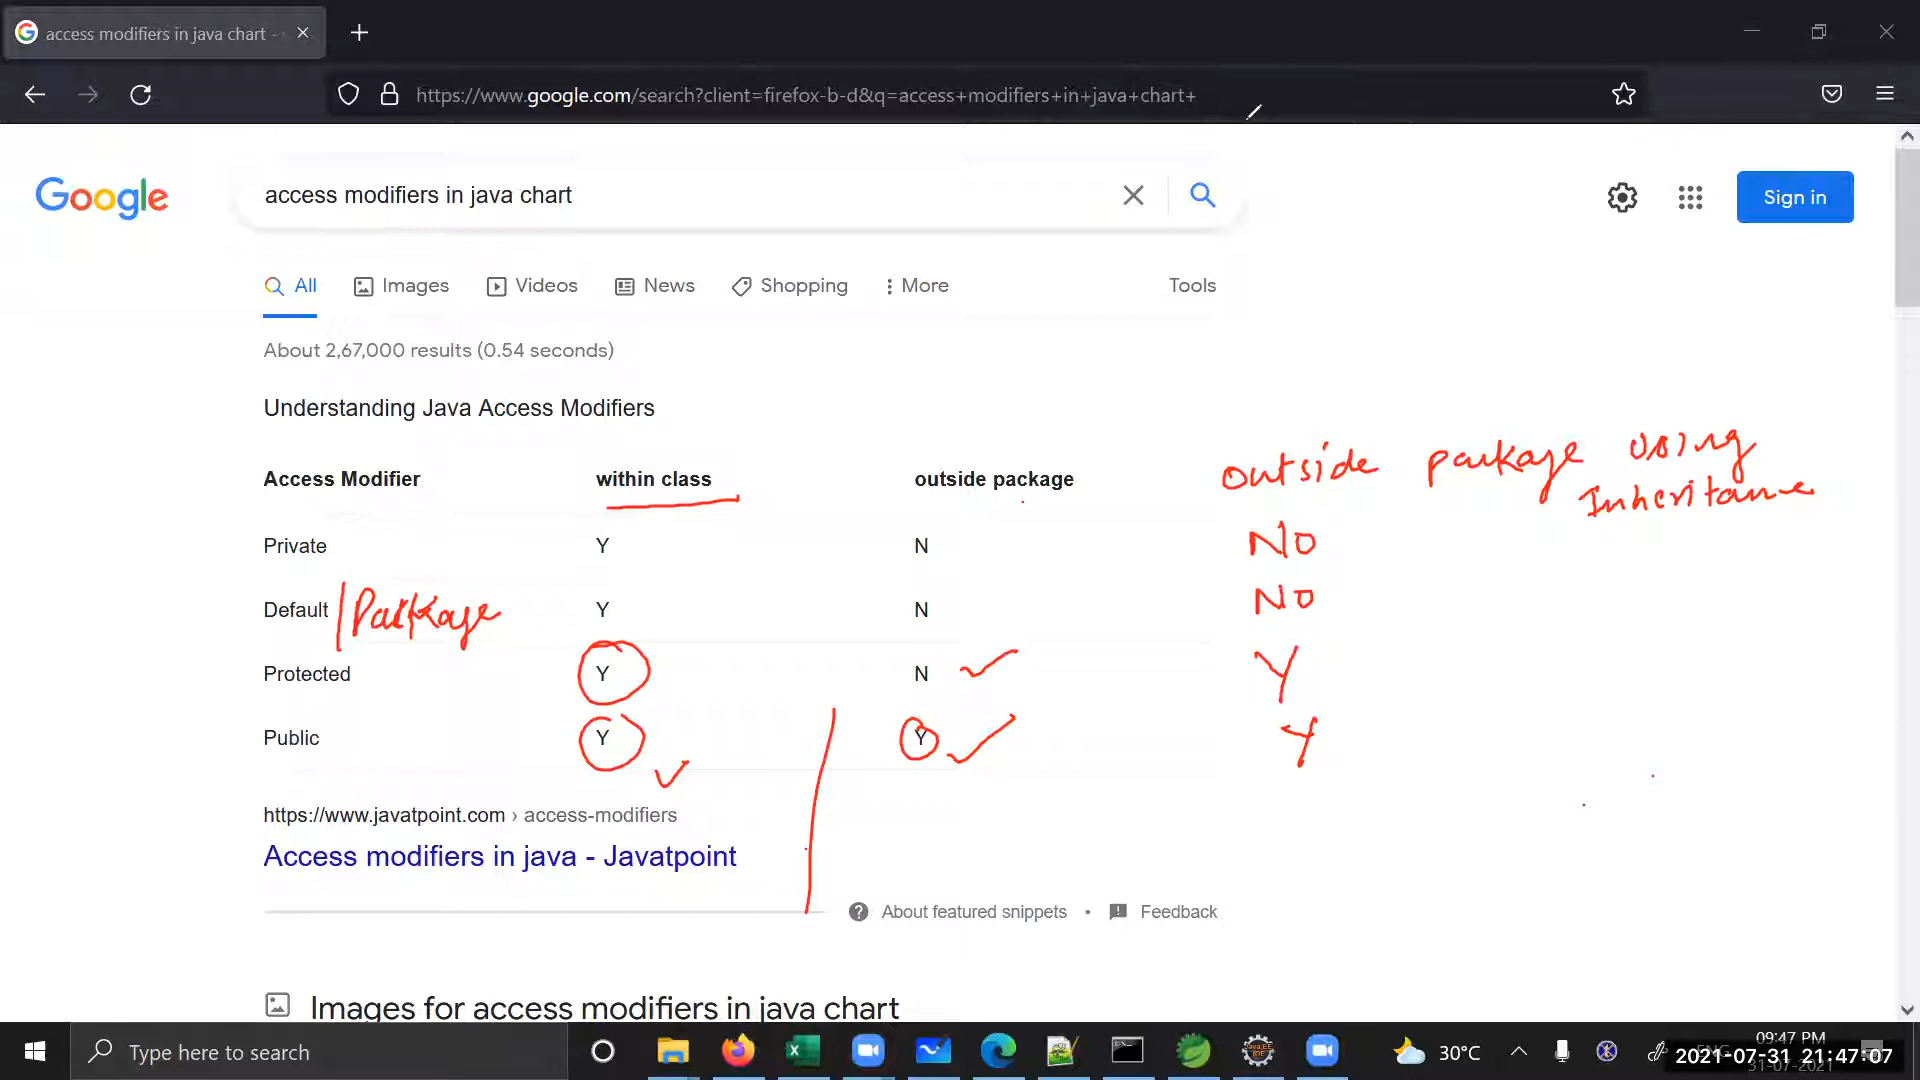 access modifiers in java chart -
https://www.google.com/search?client=firefox-b-d&q=access+modifiers+in+java+chart+
Google
access modifiers in java chart
Sign in
All Images Videos News Shopping More Tools
About 2,67,000 results (0.54 seconds)
Understanding Java Access Modifiers
outside package using
Inheritance
Access Modifier within class outside package
Private Y N No
Default /Package Y N No
Protected Y N Y
Public Y Y Y
https://www.javatpoint.com › access-modifiers
Access modifiers in java - Javatpoint
About featured snippets • Feedback
Images for access modifiers in java chart
Type here to search
30°C
09:47 PM
2021-07-31 21:47:07
31-07-2021